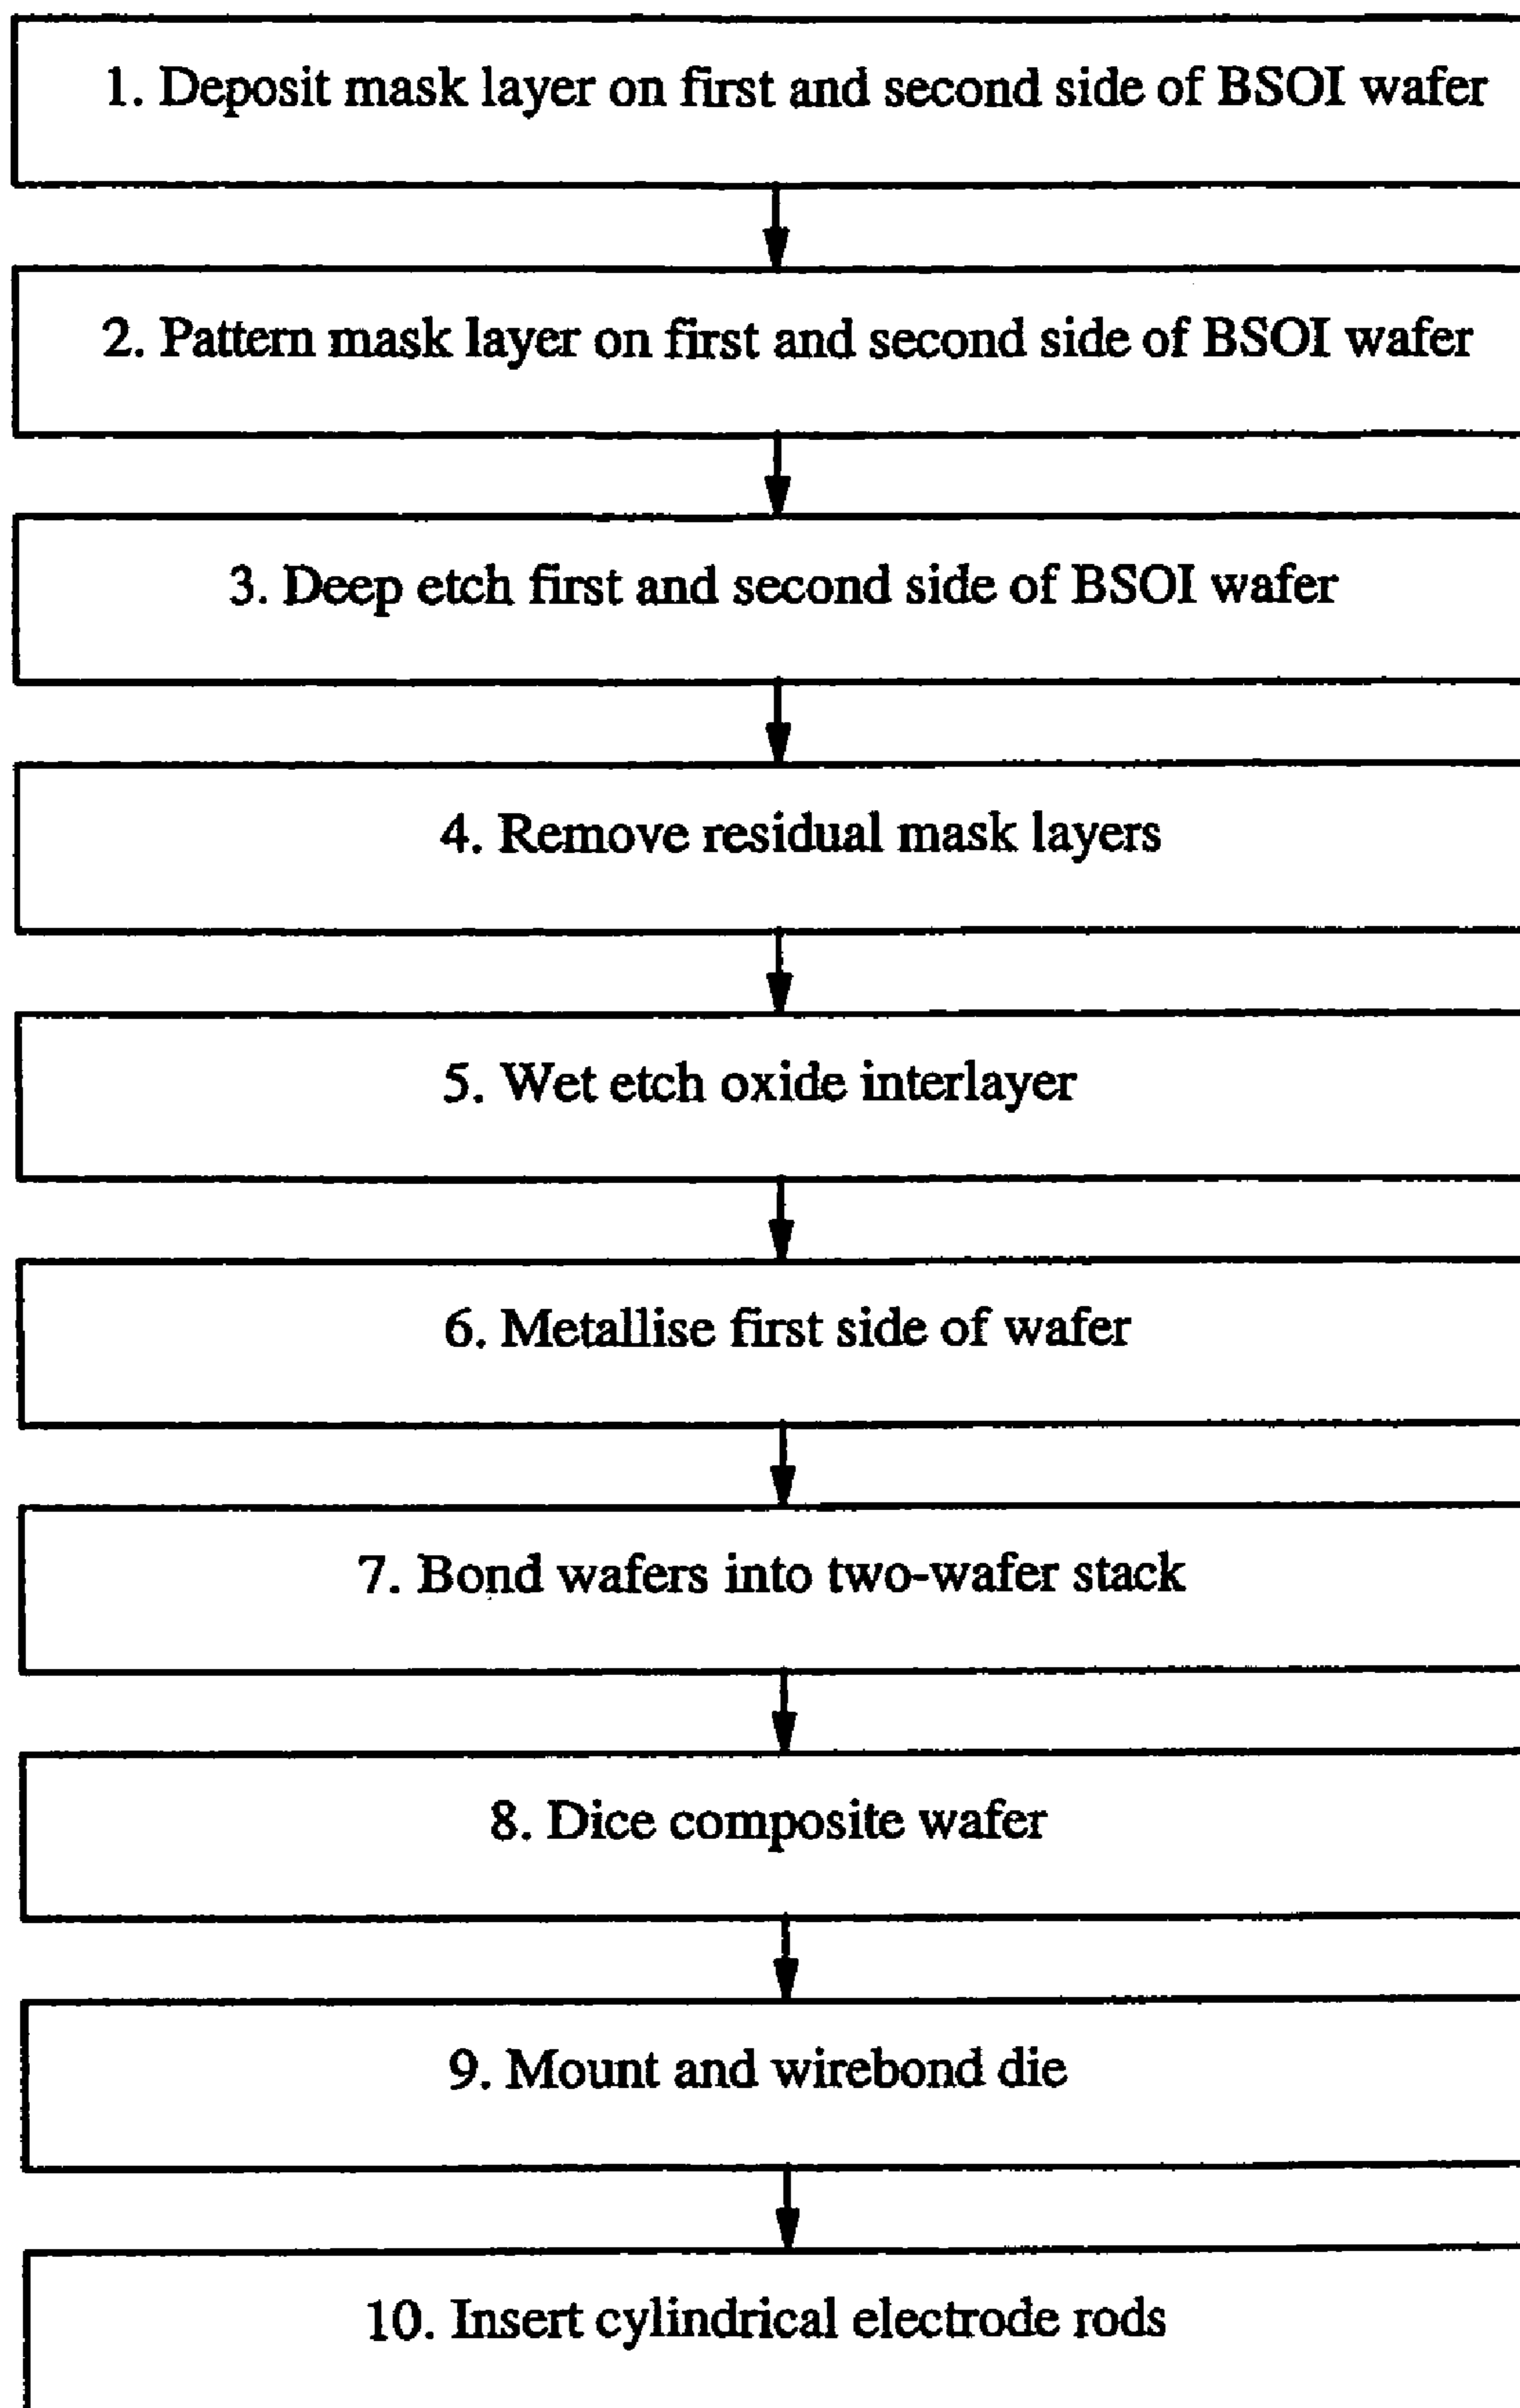 1. Deposit mask layer on first and second side of BSOI wafer
2. Pattern mask layer on first and second side of BSOI wafer
3. Deep etch first and second side of BSOI wafer
4. Remove residual mask layers
5. Wet etch oxide interlayer
6. Metallise first side of wafer
7. Bond wafers into two-wafer stack
8. Dice composite wafer
9. Mount and wirebond die
10. Insert cylindrical electrode rods